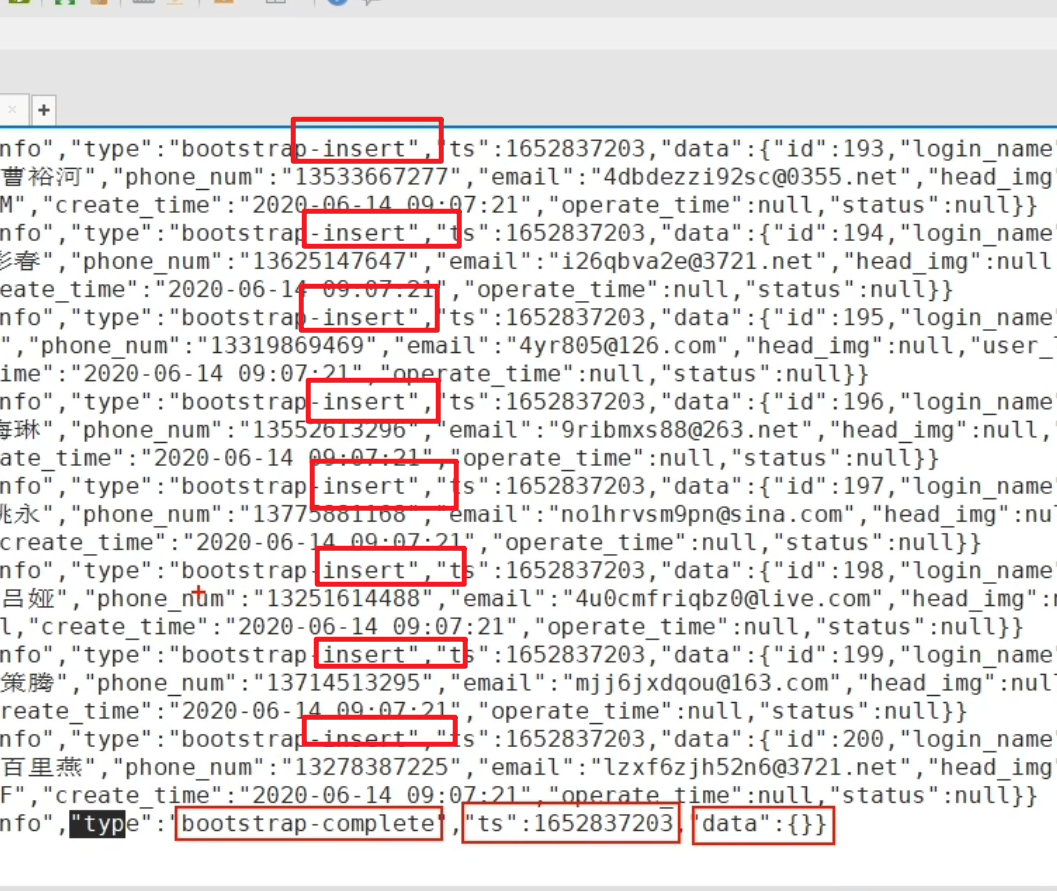 nfo","type":"bootstrap-insert","ts":1652837203,"data":{"id":193,"login_name"
曹裕河","phone_num":"13533667277","email":"4dbdezzi92sc@0355.net","head_img"
M","create_time":"2020-06-14 09:07:21","operate_time":null,"status":null}}
nfo","type":"bootstrap-insert","ts":1652837203,"data":{"id":194,"login_name"
彩春","phone_num":"13625147647","email":"i26qbva2e@3721.net","head_img":null
eate_time":"2020-06-14 09:07:21","operate_time":null,"status":null}}
nfo","type":"bootstrap-insert","ts":1652837203,"data":{"id":195,"login_name"
","phone_num":"13319869469","email":"4yr805@126.com","head_img":null,"user_l
ime":"2020-06-14 09:07:21","operate_time":null,"status":null}}
nfo","type":"bootstrap-insert","ts":1652837203,"data":{"id":196,"login_name"
海琳","phone_num":"13552613296","email":"9ribmxs88@263.net","head_img":null,"
ate_time":"2020-06-14 09:07:21","operate_time":null,"status":null}}
nfo","type":"bootstrap-insert","ts":1652837203,"data":{"id":197,"login_name"
姚永","phone_num":"13775881168","email":"no1hrvsm9pn@sina.com","head_img":nul
create_time":"2020-06-14 09:07:21","operate_time":null,"status":null}}
nfo","type":"bootstrap-insert","ts":1652837203,"data":{"id":198,"login_name"
吕娅","phone_num":"13251614488","email":"4u0cmfriqbz0@live.com","head_img":n
l,"create_time":"2020-06-14 09:07:21","operate_time":null,"status":null}}
nfo","type":"bootstrap-insert","ts":1652837203,"data":{"id":199,"login_name"
策腾","phone_num":"13714513295","email":"mjj6jxdqou@163.com","head_img":null
reate_time":"2020-06-14 09:07:21","operate_time":null,"status":null}}
nfo","type":"bootstrap-insert","ts":1652837203,"data":{"id":200,"login_name"
百里燕","phone_num":"13278387225","email":"lzxf6zjh52n6@3721.net","head_img"
F","create_time":"2020-06-14 09:07:21","operate_time":null,"status":null}}
nfo","type":"bootstrap-complete","ts":1652837203,"data":{}}